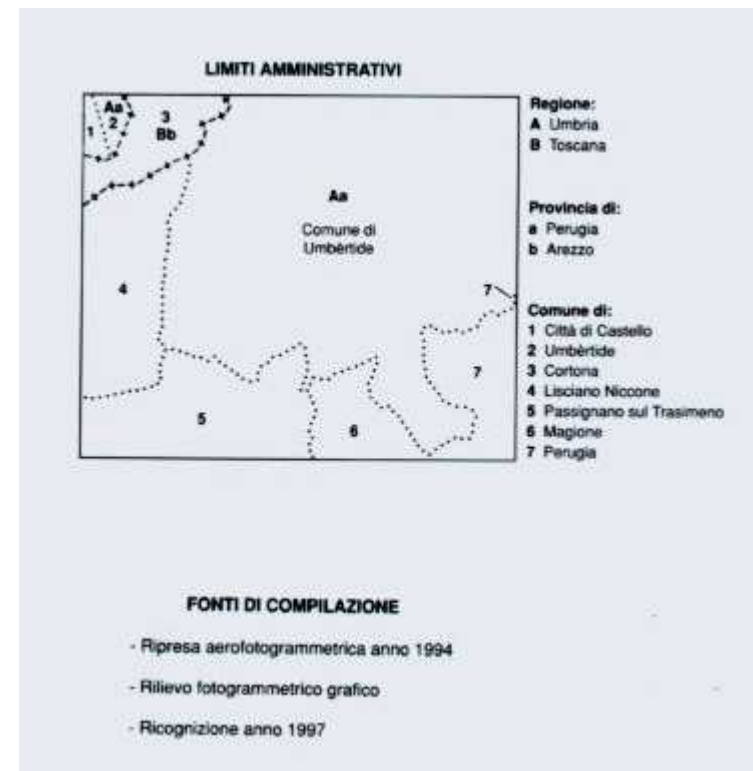 LIMITI AMMINISTRATIVI
Aa
1
2
3
Bb
Aa
Comune di
Umbèrtide
4
7
7
5
6
Regione:
A Umbria
B Toscana
Provincia di:
a Perugia
b Arezzo
Comune di:
1 Città di Castello
2 Umbèrtide
3 Cortona
4 Lisciano Niccone
5 Passignano sul Trasimeno
6 Magione
7 Perugia
FONTI DI COMPILAZIONE
- Ripresa aerofotogrammetrica anno 1994
- Rilievo fotogrammetrico grafico
- Ricognizione anno 1997